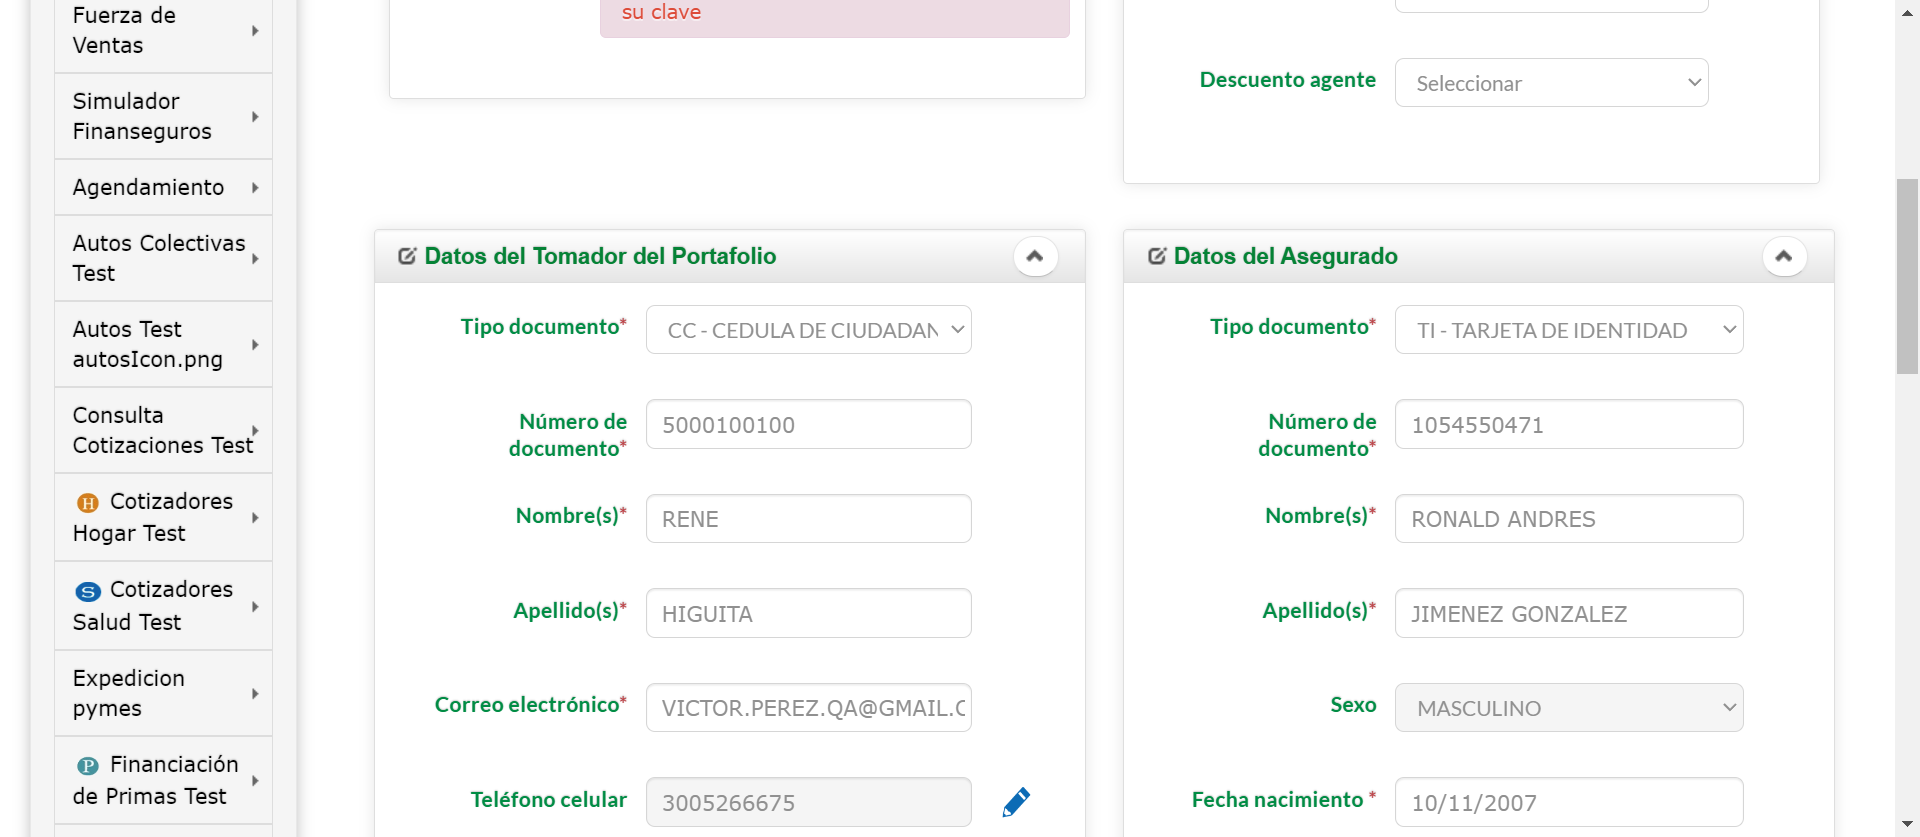 Fuerza de
Ventas
Simulador
Finanseguros
Agendamiento
Autos Colectivas
Test
Autos Test
autosIcon.png
Consulta
Cotizaciones Test
H Cotizadores
Hogar Test
S Cotizadores
Salud Test
Expedicion
pymes
P Financiación
de Primas Test
su clave
Descuento agente Seleccionar
Datos del Tomador del Portafolio
Tipo documento* CC - CEDULA DE CIUDADAN
Número de
documento* 5000100100
Nombre(s)* RENE
Apellido(s)* HIGUITA
Correo electrónico* VICTOR.PEREZ.QA@GMAIL.C
Teléfono celular 3005266675
Datos del Asegurado
Tipo documento* TI - TARJETA DE IDENTIDAD
Número de
documento* 1054550471
Nombre(s)* RONALD ANDRES
Apellido(s)* JIMENEZ GONZALEZ
Sexo MASCULINO
Fecha nacimiento * 10/11/2007